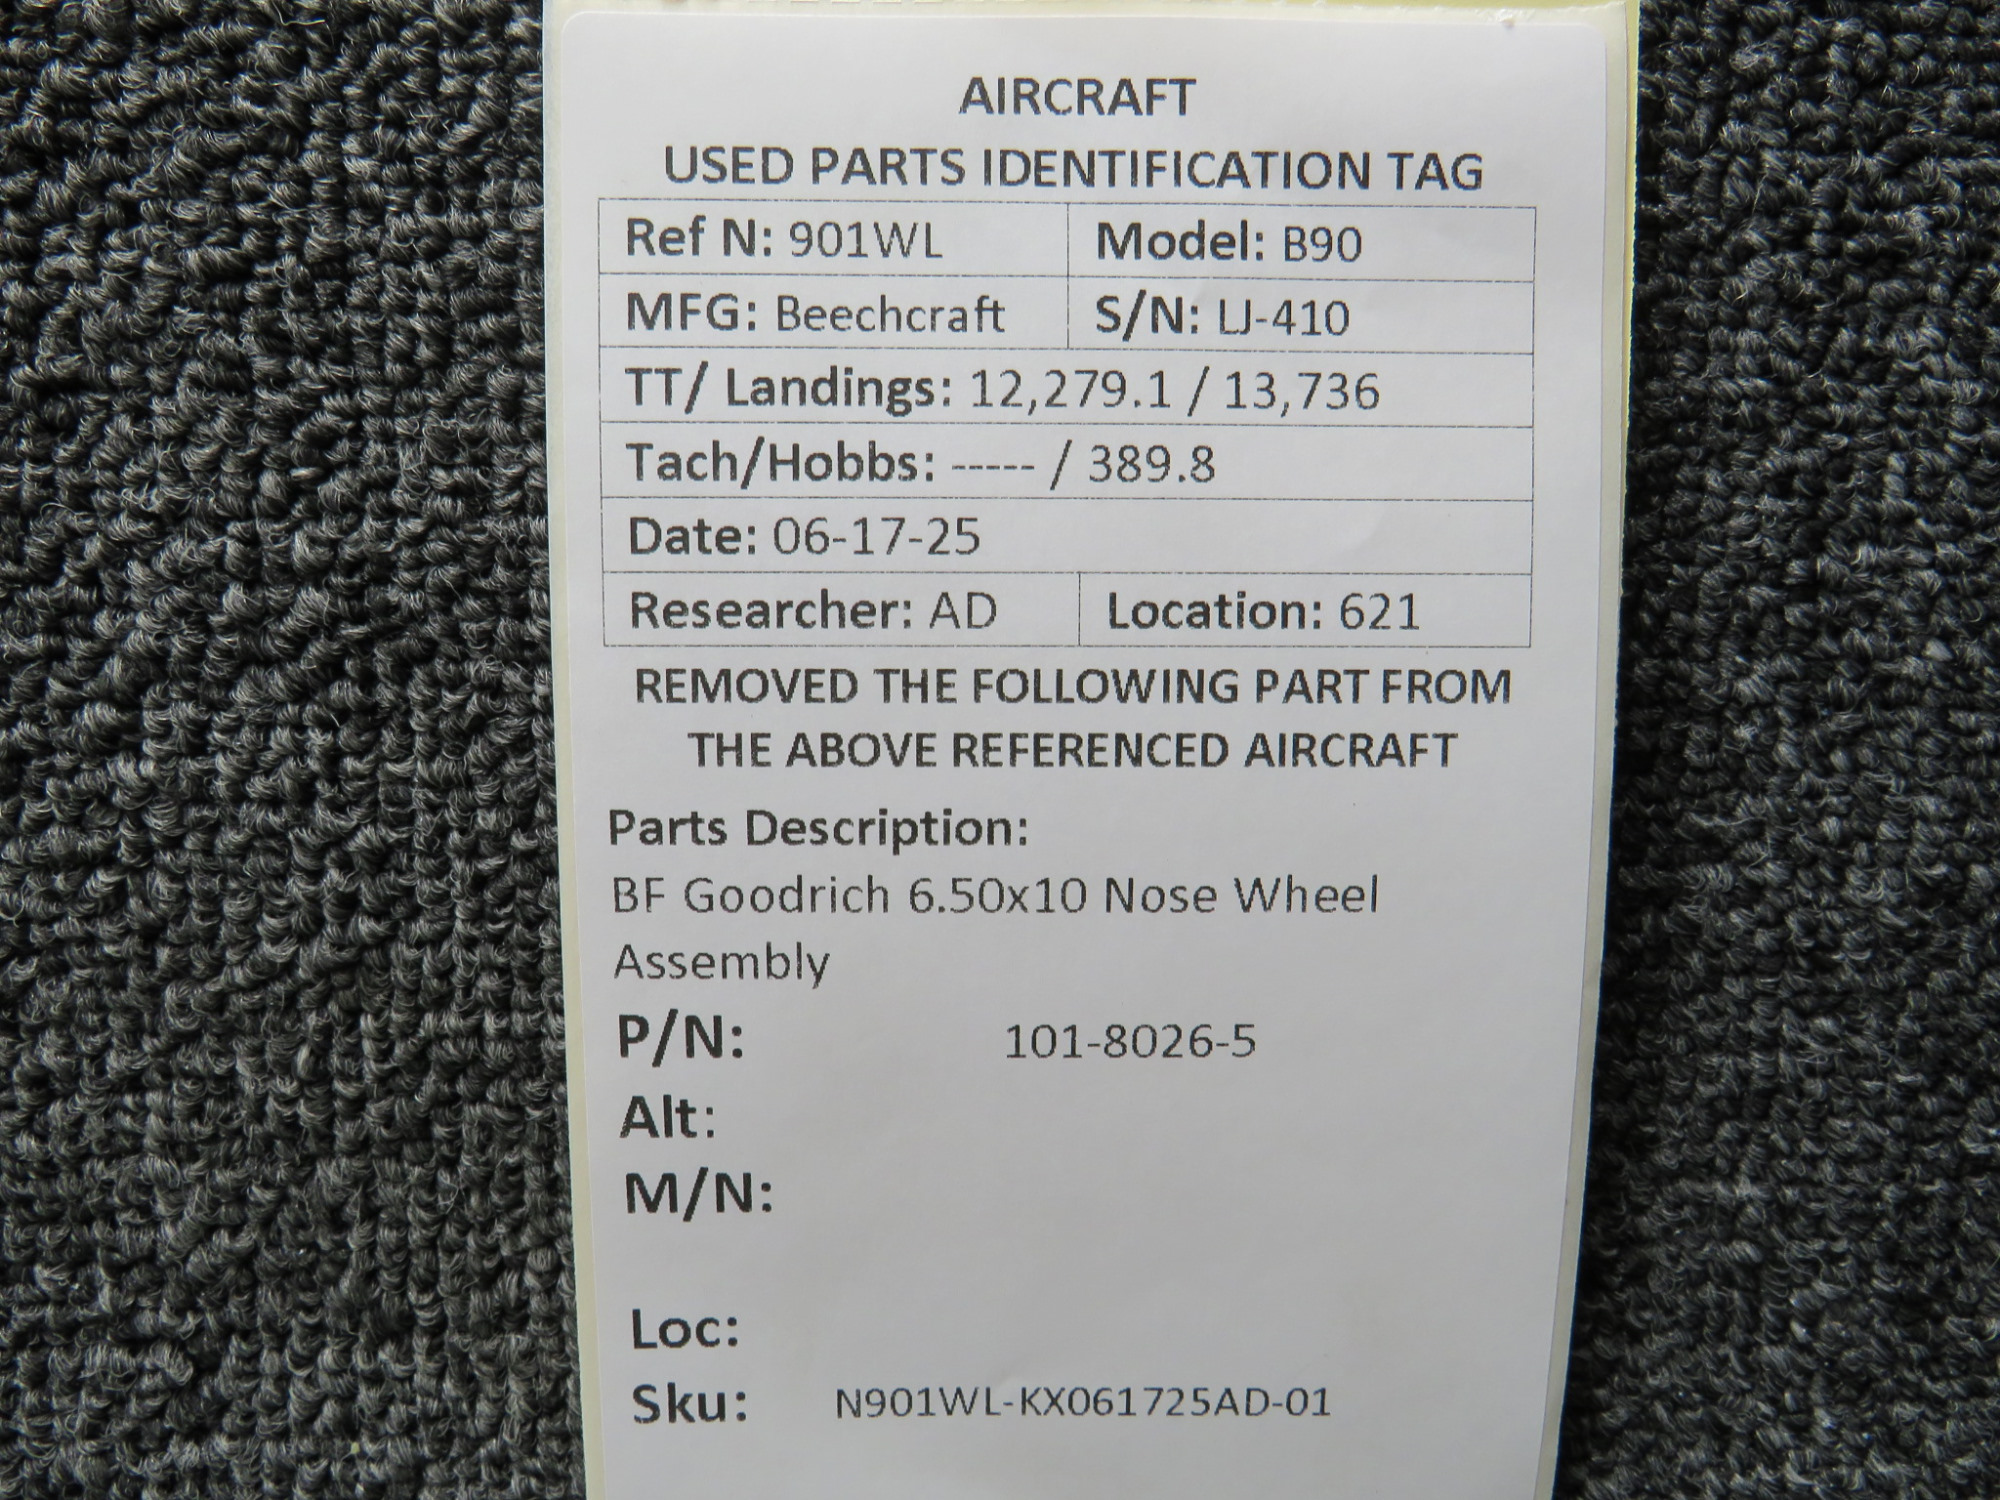 AIRCRAFT
USED PARTS IDENTIFICATION TAG
Ref N: 901WL Model: B90
MFG: Beechcraft S/N: LJ-410
TT/ Landings: 12,279.1 / 13,736
Tach/Hobbs: ----- / 389.8
Date: 06-17-25
Researcher: AD Location: 621
REMOVED THE FOLLOWING PART FROM
THE ABOVE REFERENCED AIRCRAFT
Parts Description:
BF Goodrich 6.50x10 Nose Wheel
Assembly
P/N: 101-8026-5
Alt:
M/N:
Loc:
Sku: N901WL-KX061725AD-01